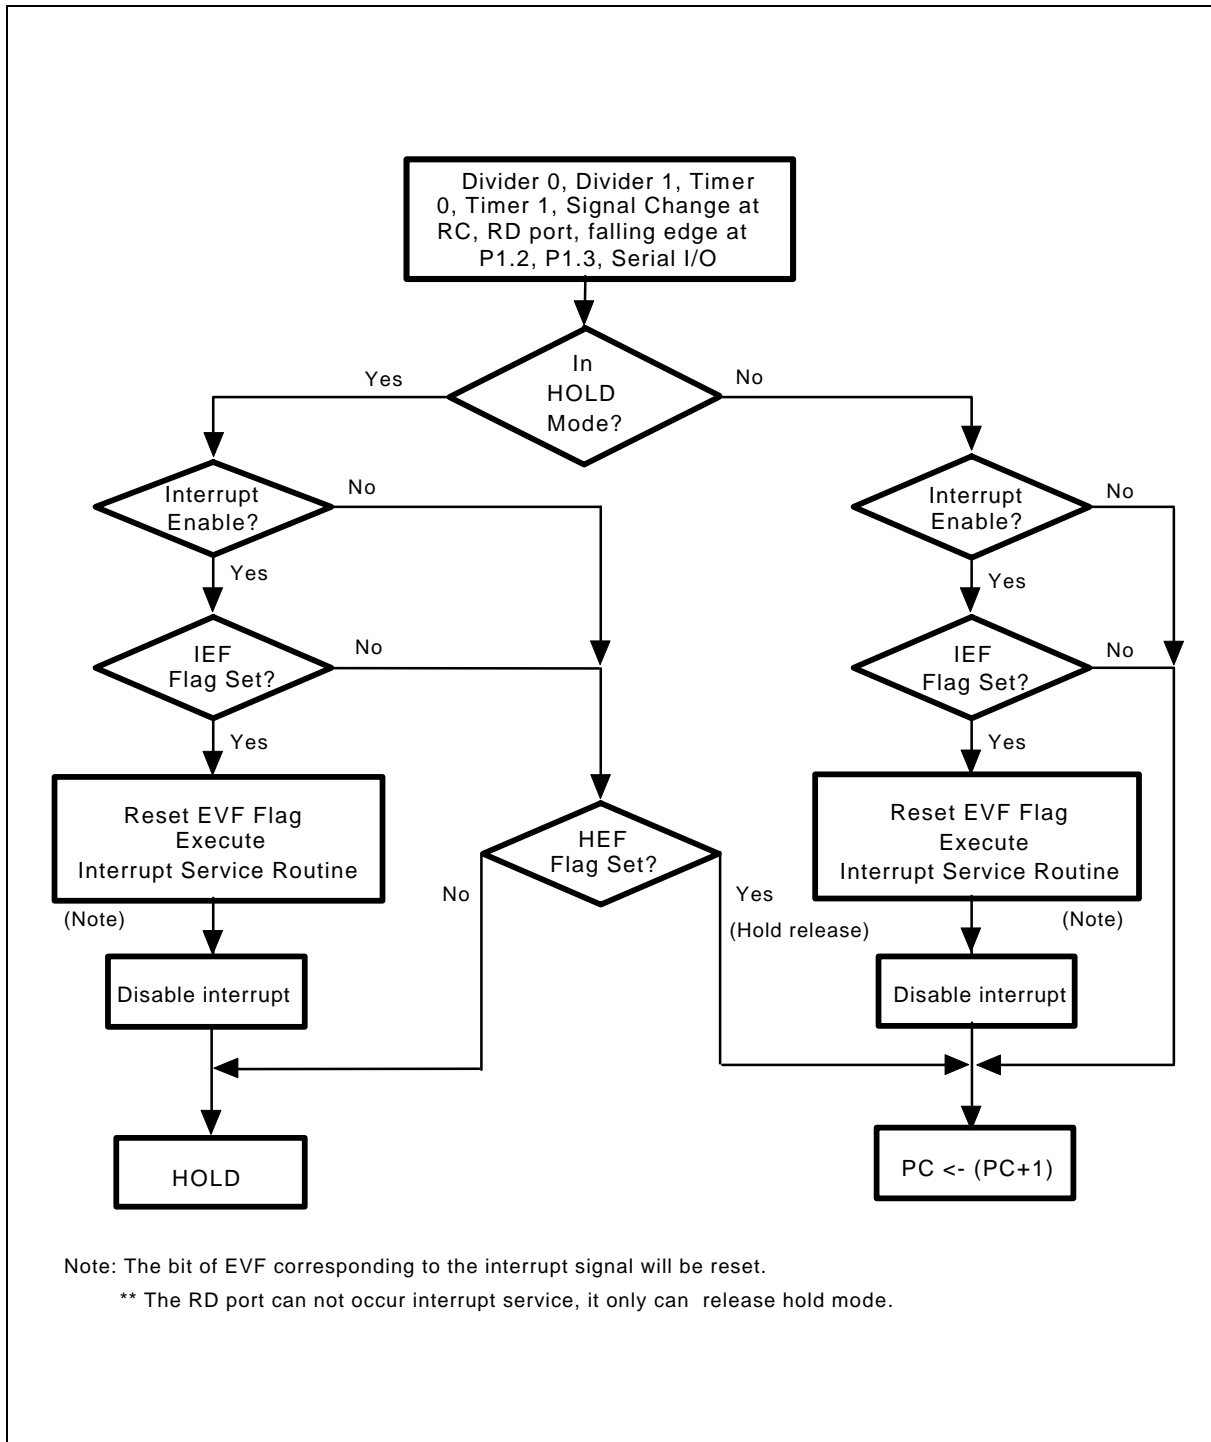 Divider 0, Divider 1, Timer
0, Timer 1, Signal Change at
RC, RD port, falling edge at
P1.2, P1.3, Serial I/O
In
HOLD
Mode?
Yes
No
Interrupt
Enable?
No
Yes
IEF
Flag Set?
No
Yes
Reset EVF Flag
Execute
Interrupt Service Routine
(Note)
Disable interrupt
HOLD
HEF
Flag Set?
No
Yes
(Hold release)
Interrupt
Enable?
No
Yes
IEF
Flag Set?
No
Yes
Reset EVF Flag
Execute
Interrupt Service Routine
(Note)
Disable interrupt
PC <- (PC+1)
Note: The bit of EVF corresponding to the interrupt signal will be reset.
** The RD port can not occur interrupt service, it only can  release hold mode.